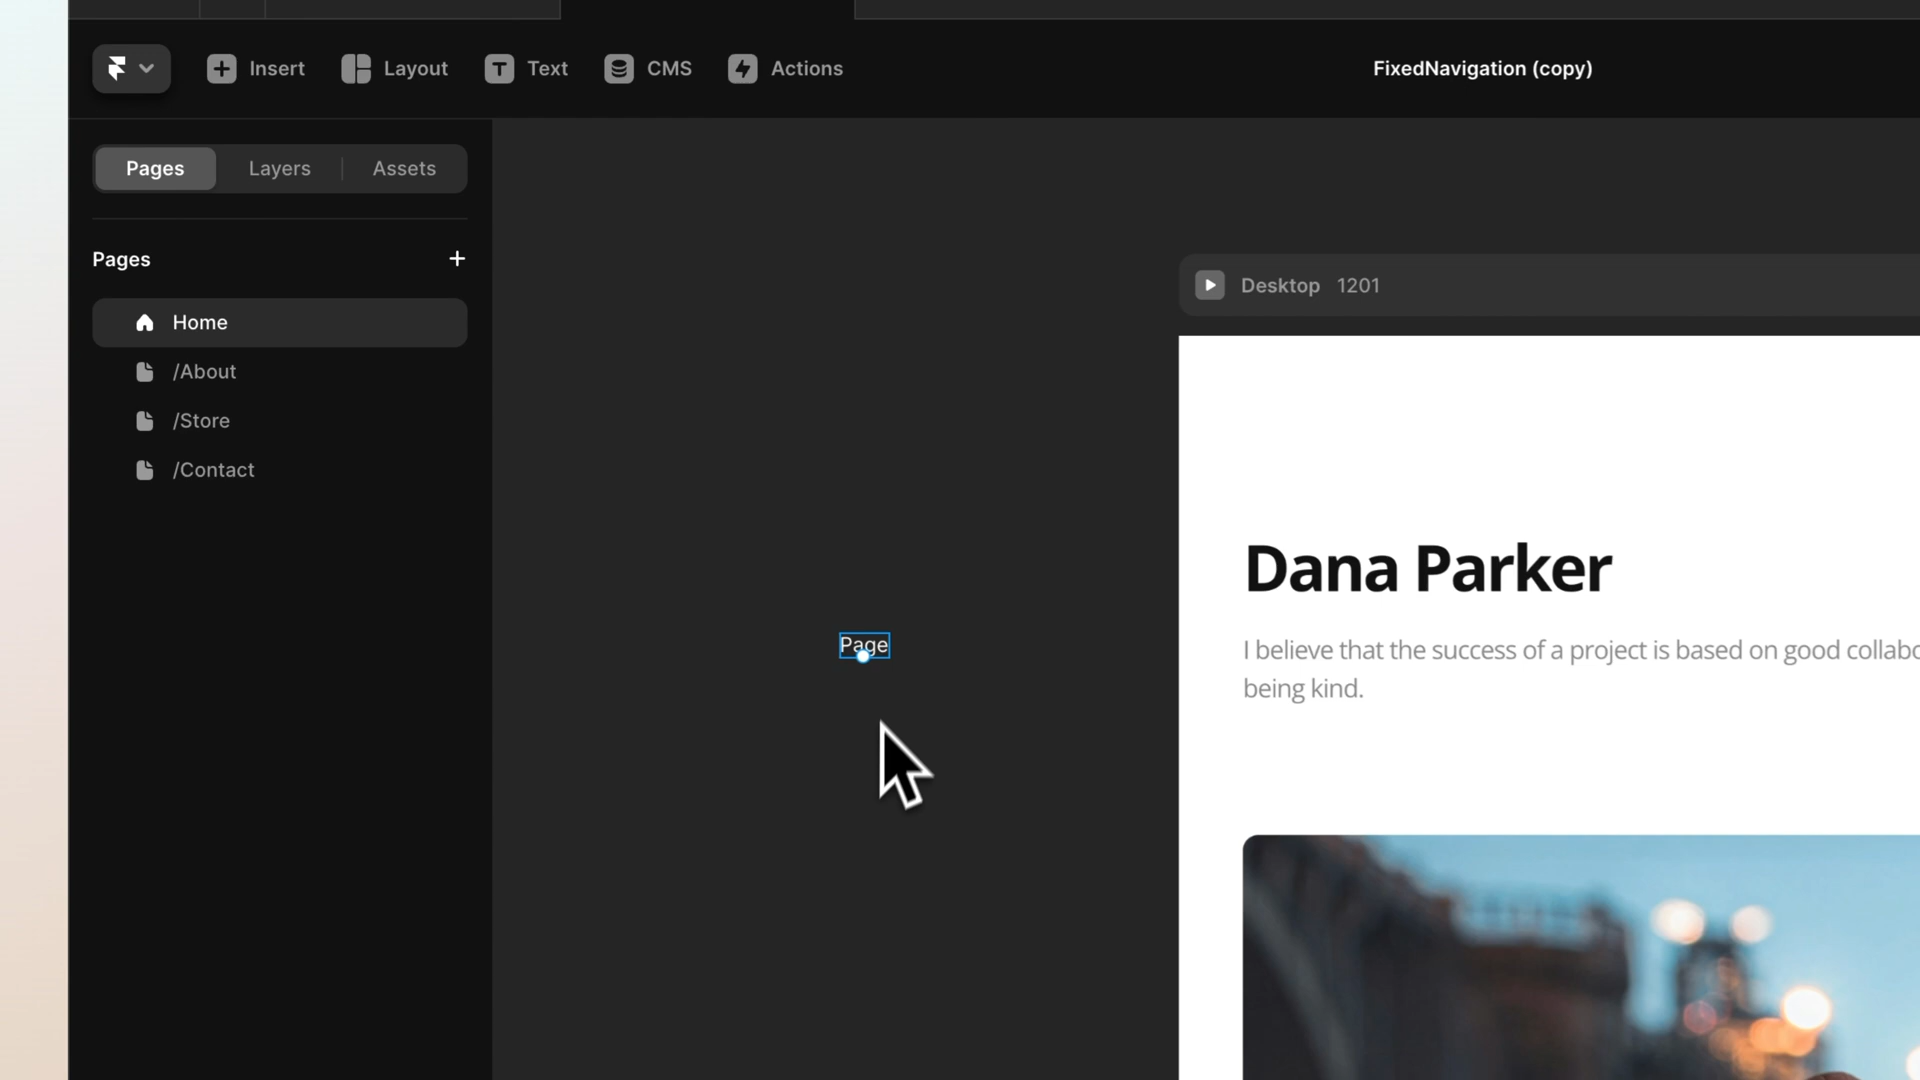 Insert Layout Text CMS Actions FixedNavigation (copy)
Pages Layers Assets
Pages
Home
/About
/Store
/Contact
Desktop 1201
Dana Parker
Page
I believe that the success of a project is based on good
being kind.